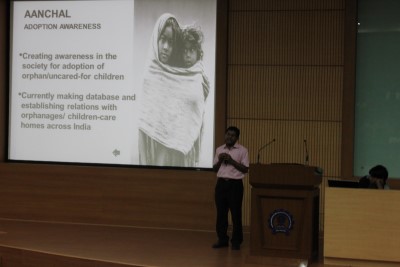 AANCHAL
ADOPTION AWARENESS
*Creating awareness in the
society for adoption of
orphan/uncared-for children
*Currently making database and
establishing relations with
orphanages/ children-care
homes across India